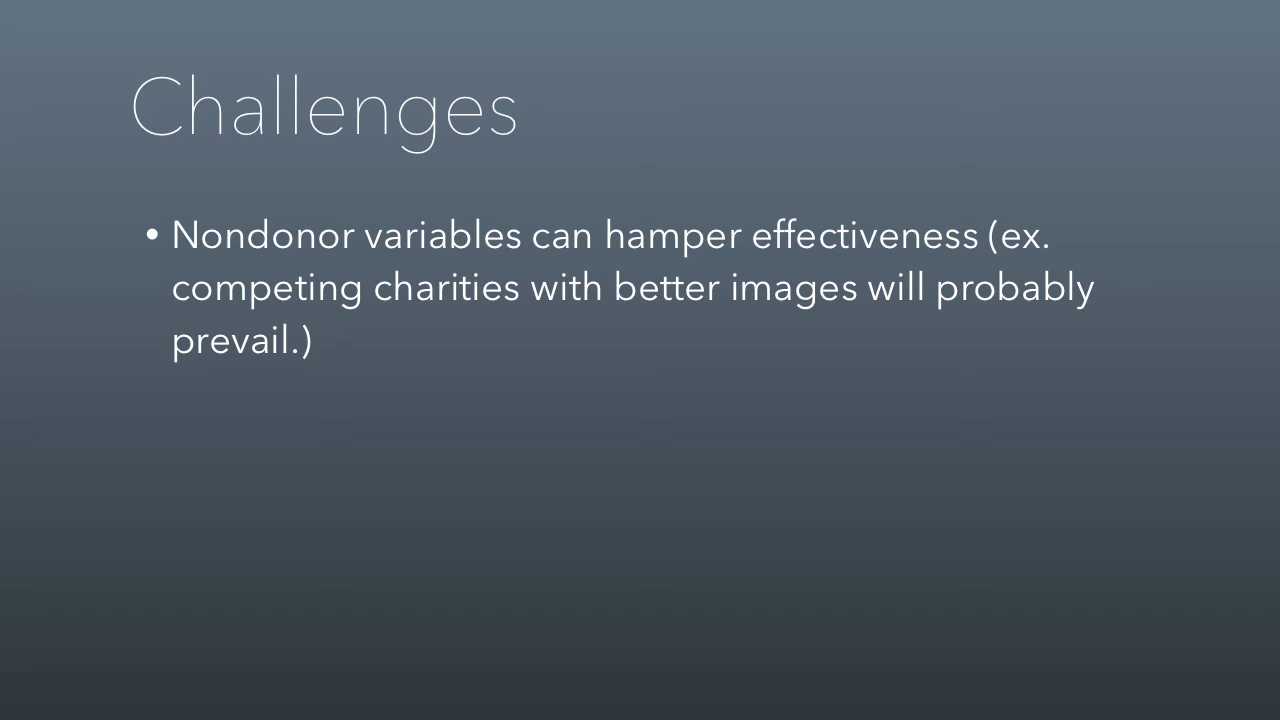 Challenges
• Nondonor variables can hamper effectiveness (ex.
competing charities with better images will probably
prevail.)